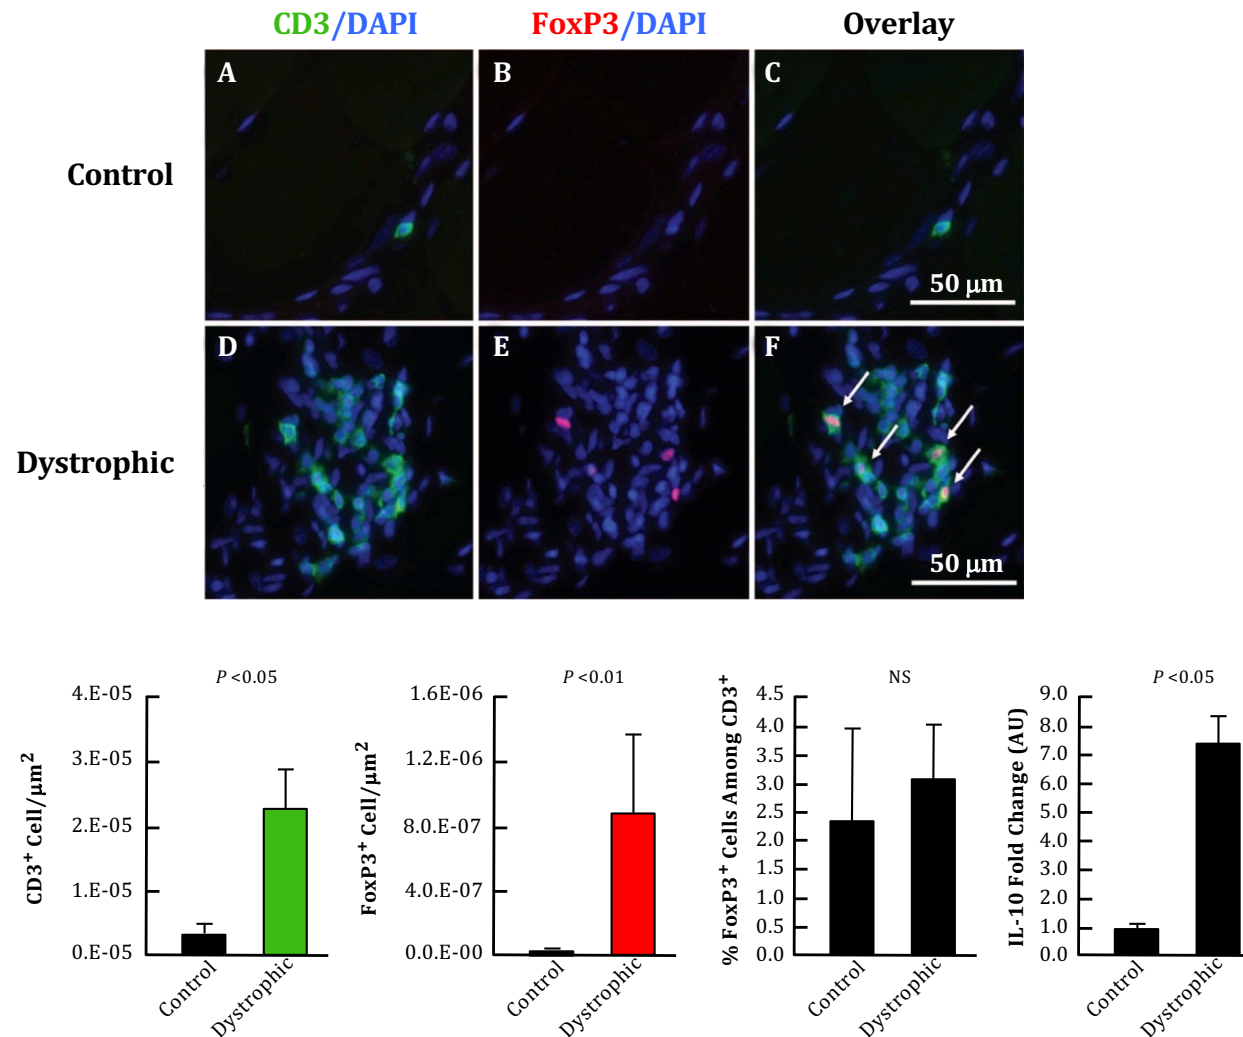 CD3/DAPI FoxP3/DAPI Overlay
Control
A B C
50 μm
Dystrophic
D E F
50 μm
P <0.05
CD3+ Cell/μm2
4.E-05
3.E-05
2.E-05
1.E-05
0.E-05
Control
Dystrophic
P <0.01
FoxP3+ Cell/μm2
1.6E-06
1.2.E-06
8.0.E-07
4.0.E-07
0.0.E-00
Control
Dystrophic
NS
% FoxP3+ Cells Among CD3+
4.5
4.0
3.5
3.0
2.5
2.0
1.5
1.0
0.5
0.0
Control
Dystrophic
P <0.05
IL-10 Fold Change (AU)
9.0
8.0
7.0
6.0
5.0
4.0
3.0
2.0
1.0
0.0
Control
Dystrophic